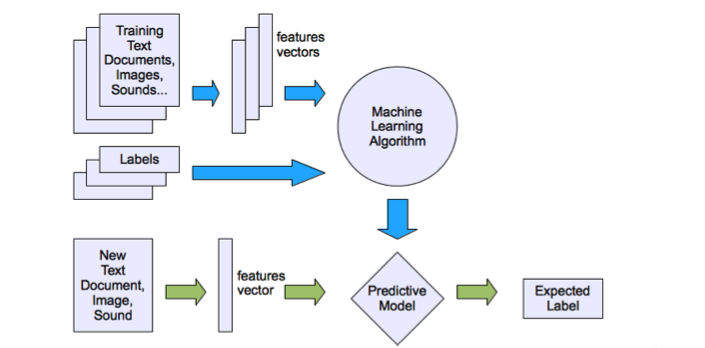 Training
Text
Documents,
Images,
Sounds...
features
vectors
Machine
Learning
Algorithm
Labels
New
Text
Document,
Image,
Sound
features
vector
Predictive
Model
Expected
Label